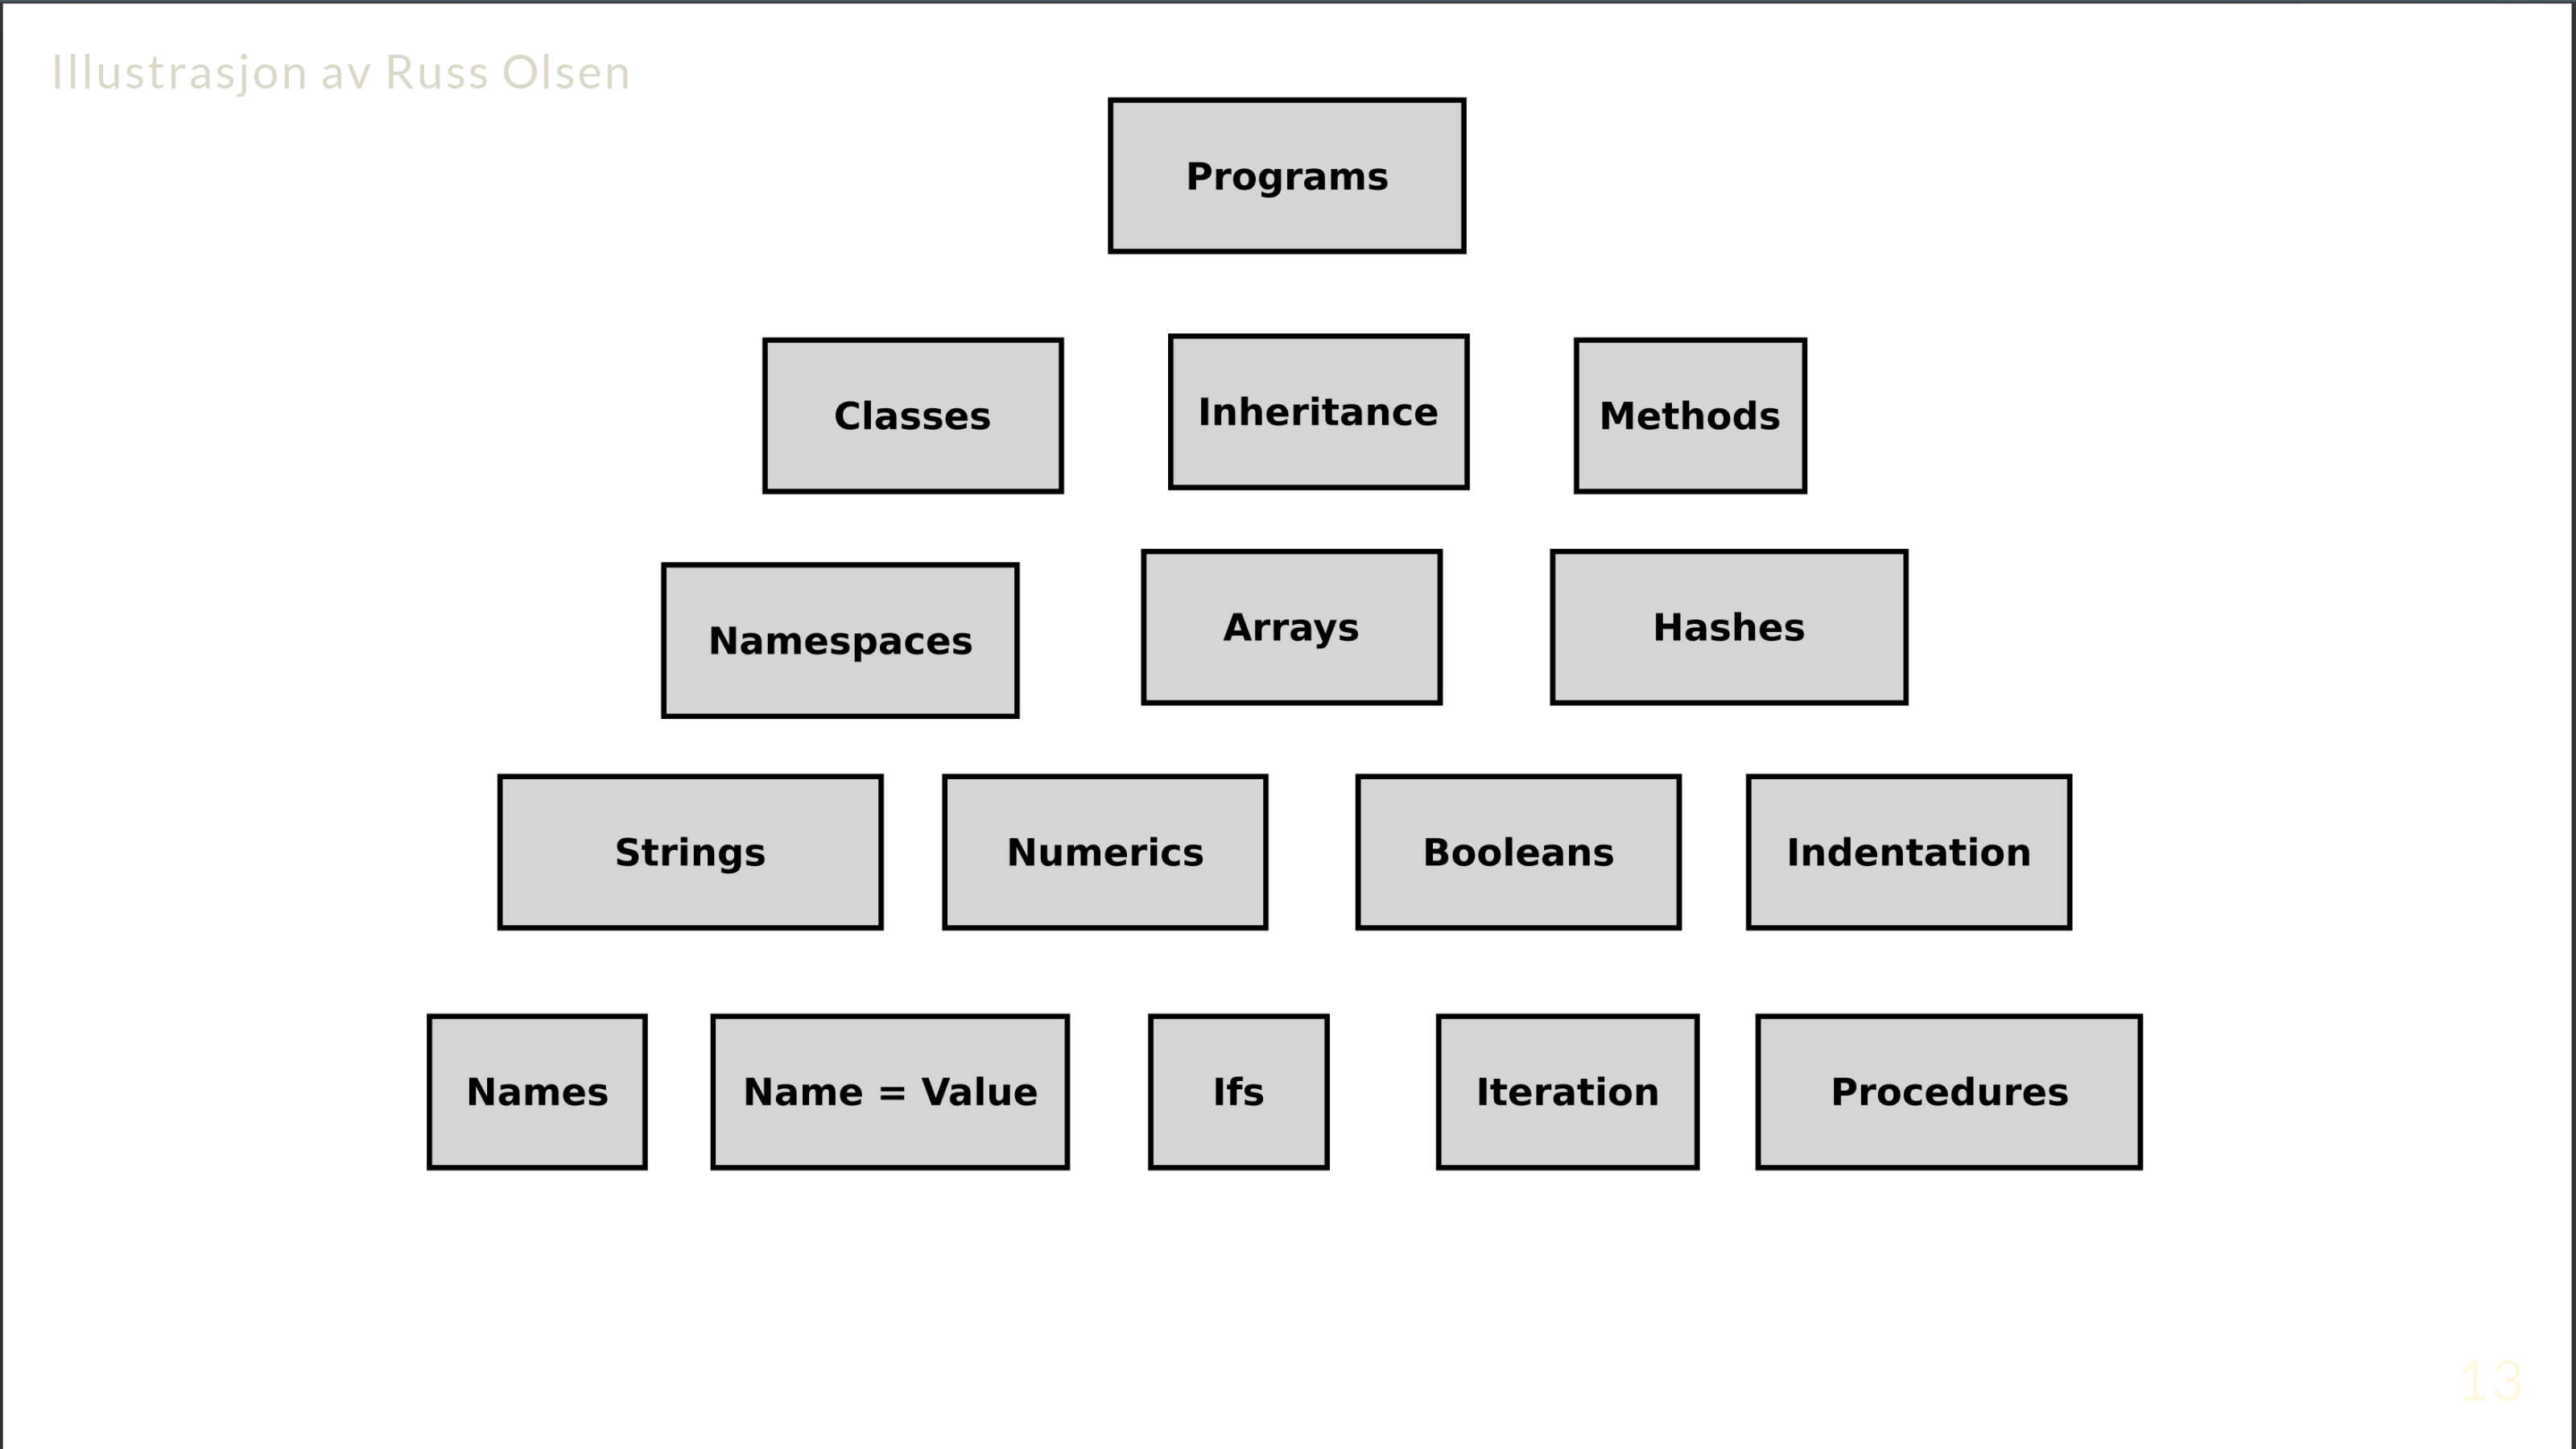 Illustrasjon av Russ Olsen
Programs
Classes
Inheritance
Methods
Namespaces
Arrays
Hashes
Strings
Numerics
Booleans
Indentation
Names
Name = Value
Ifs
Iteration
Procedures
13